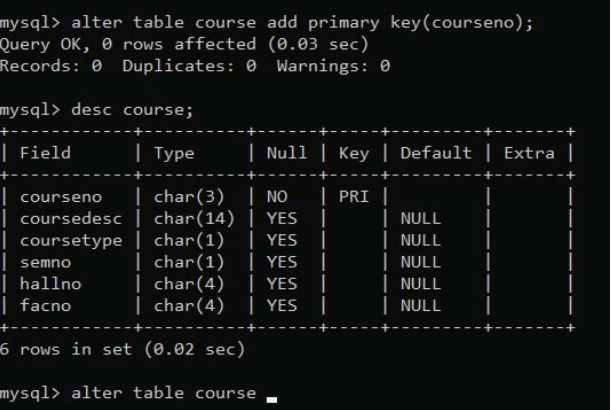 mysql> alter table course add primary key(courseno);
Query OK, 0 rows affected (0.03 sec)
Records: 0  Duplicates: 0  Warnings: 0
mysql> desc course;
+------------+----------+------+-----+---------+-------+
| Field      | Type     | Null | Key | Default | Extra |
+------------+----------+------+-----+---------+-------+
| courseno   | char(3)  | NO   | PRI |         |       |
| coursedesc | char(14) | YES  |     | NULL    |       |
| coursetype | char(1)  | YES  |     | NULL    |       |
| semno      | char(1)  | YES  |     | NULL    |       |
| hallno     | char(4)  | YES  |     | NULL    |       |
| facno      | char(4)  | YES  |     | NULL    |       |
+------------+----------+------+-----+---------+-------+
6 rows in set (0.02 sec)
mysql> alter table course _